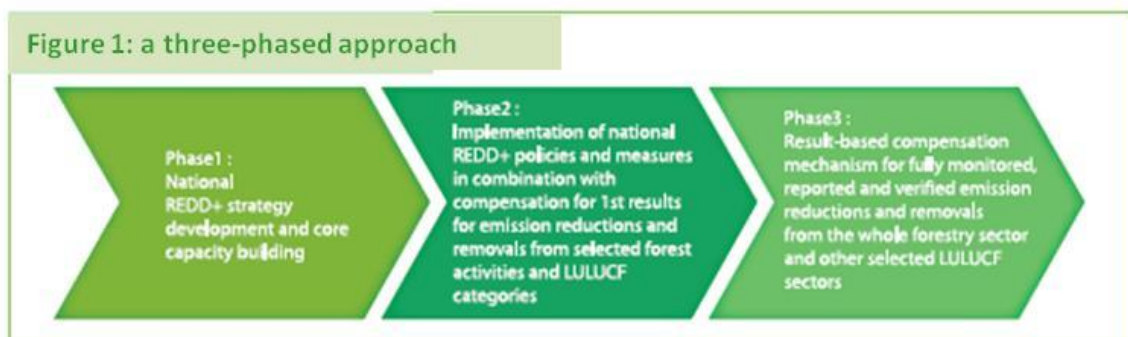 Figure 1: a three-phased approach
Phase1 :
National
REDD+ strategy
development and core
capacity building
Phase2 :
Implementation of national
REDD+ policies and measures
in combination with
compensation for 1st results
for emission reductions and
removals from selected forest
activities and LULUCF
categories
Phase3 :
Result-based compensation
mechanism for fully monitored,
reported and verified emission
reductions and removals
from the whole forestry sector
and other selected LULUCF
sectors